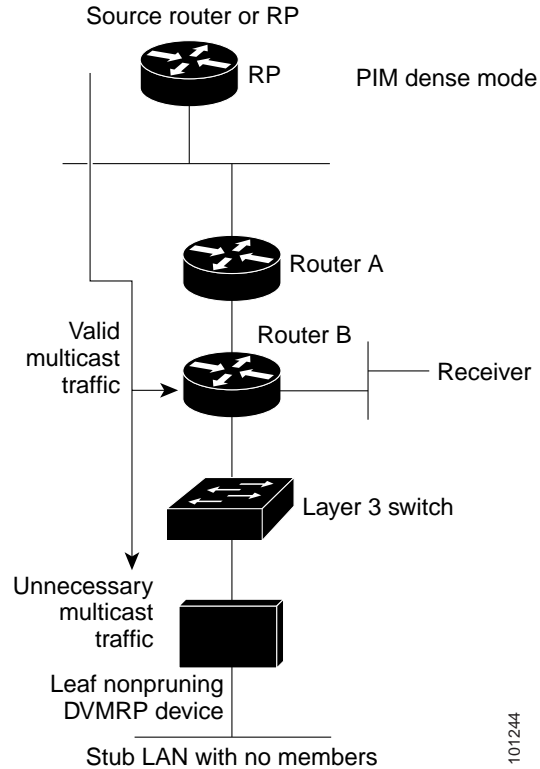 Source router or RP
RP
PIM dense mode
Router A
Router B
Valid
multicast
traffic
Receiver
Layer 3 switch
Unnecessary
multicast
traffic
Leaf nonpruning
DVMRP device
Stub LAN with no members
101244